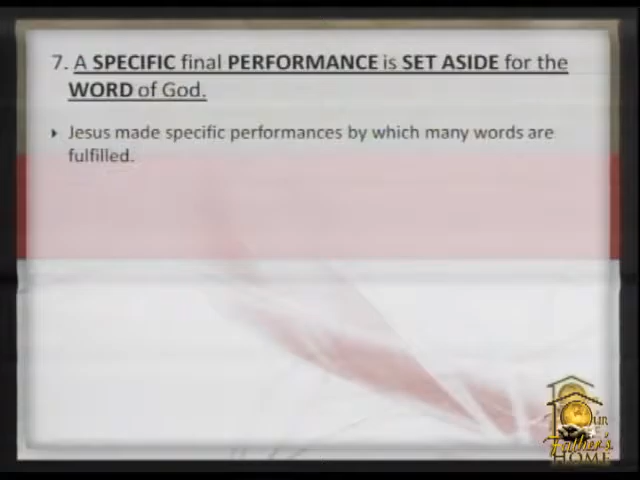 7. A SPECIFIC final PERFORMANCE is SET ASIDE for the
WORD of God.
Jesus made specific performances by which many words are
fulfilled.
OUR
Father's
HOME